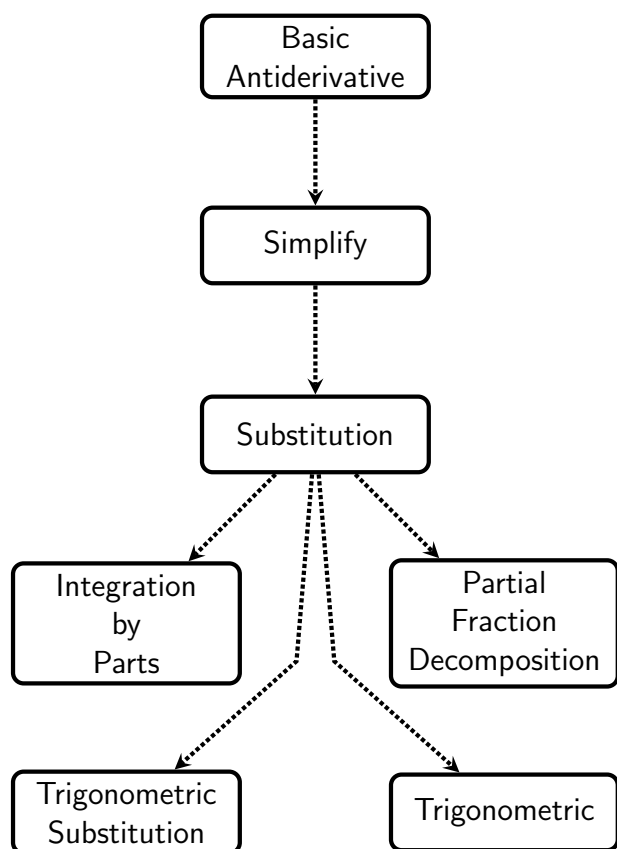 Basic
Antiderivative
Simplify
Substitution
Integration
by
Parts
Partial
Fraction
Decomposition
Trigonometric
Substitution
Trigonometric